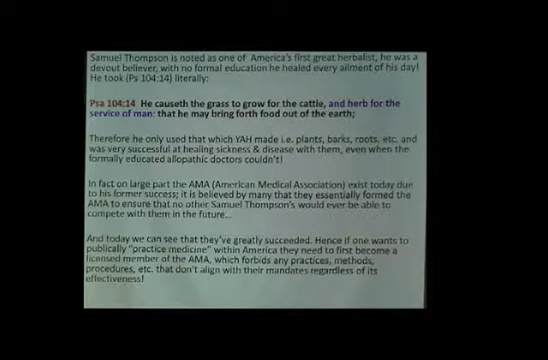 Samuel Thompson is noted as one of America's first great herbalist, he was a
devout believer, with no formal education he healed every ailment of his day!
He took (Ps 104:14) literally:
Psa 104:14 He causeth the grass to grow for the cattle, and herb for the
service of man: that he may bring forth food out of the earth;
Therefore he only used that which YAH made i.e. plants, barks, roots, etc. and
was very successful at healing sickness & disease with them, even when the
formally educated allopathic doctors couldn't!
In fact on large part the AMA (American Medical Association) exist today due
to his former success; it is believed by many that they essentially formed the
AMA to ensure that no other Samuel Thompson's would ever be able to
compete with them in the future...
And today we can see that they've greatly succeeded. Hence if one wants to
publically "practice medicine" within America they need to first become a
licensed member of the AMA, which forbids any practices, methods,
procedures, etc. that don't align with their mandates regardless of its
effectiveness!